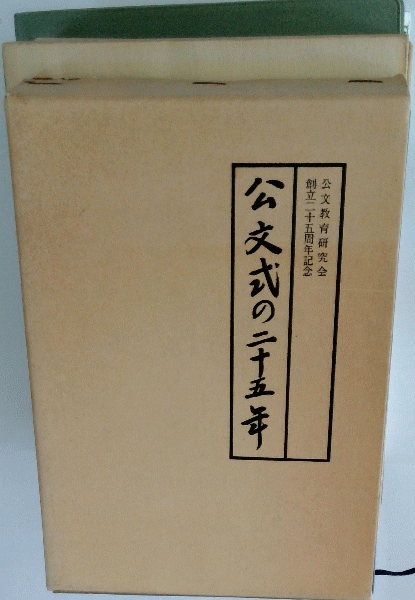 公文教育研究会
創立二十五周年記念
公文式の二十五年